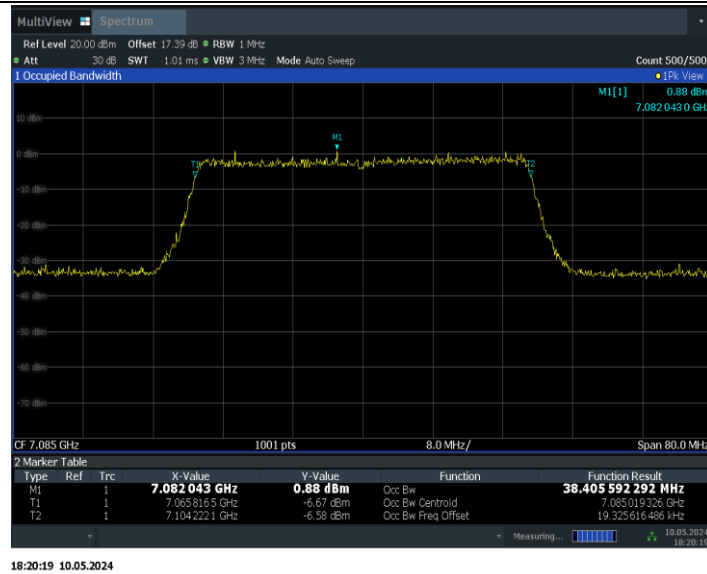 MultiView Spectrum
Ref Level 20.00 dBm Offset 17.39 dB RBW 1 MHz
Att 30 dB SWT 1.01 ms VBW 3 MHz Mode Auto Sweep Count 500/500
1 Occupied Bandwidth 1Pk View
M1[1] 0.88 dBm
7.0820430 GHz
10 dBm
M1
0 dBm
T1 T2
-10 dBm
-20 dBm
-30 dBm
-40 dBm
-50 dBm
-60 dBm
-70 dBm
CF 7.085 GHz 1001 pts 8.0 MHz/ Span 80.0 MHz
2 Marker Table
Type Ref Trc X-Value Y-Value Function Function Result
M1 1 7.082 043 GHz 0.88 dBm Occ Bw 38.405 592 292 MHz
T1 1 7.065 816 5 GHz -6.67 dBm Occ Bw Centroid 7.085 019 326 GHz
T2 1 7.104 222 1 GHz -6.58 dBm Occ Bw Freq Offset 19.325 616 486 kHz
Measuring... 10.05.2024
18:20:19
18:20:19 10.05.2024